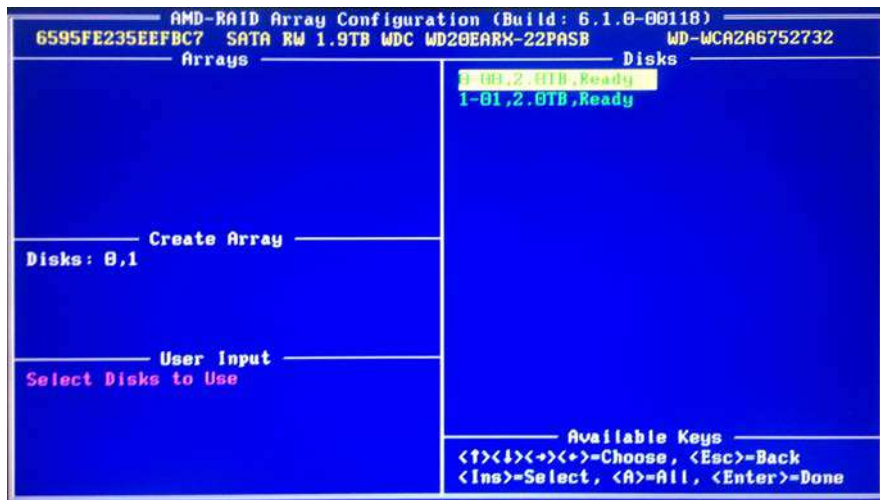 AMD-RAID Array Configuration (Build: 6.1.0-00118)
6595FE235EEFBC7 SATA RW 1.9TB WDC WD20EARX-22PASB WD-WCAZA6752732
Arrays
Disks
0-00,2.0TB,Ready
1-01,2.0TB,Ready
Create Array
Disks: 0,1
User Input
Select Disks to Use
Available Keys
<↑><↓><→><←>=Choose, <Esc>=Back
<Ins>=Select, <A>=All, <Enter>=Done